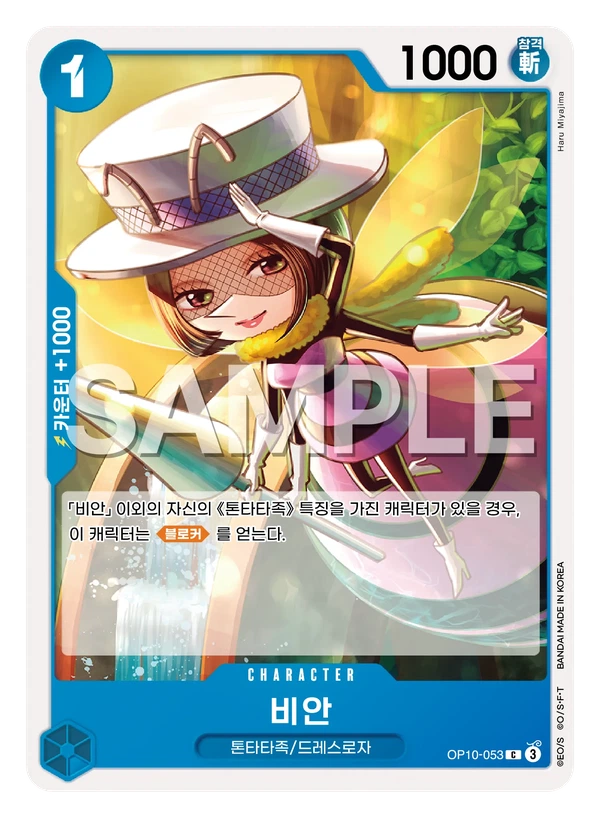 1
1000
참격
斬
Haru Miyajima
카운터 +1000
SAMPLE
「비안」 이외의 자신의 《톤타타족》 특징을 가진 캐릭터가 있을 경우,
이 캐릭터는 블로커 를 얻는다.
CHARACTER
비안
톤타타족/드레스로자
OP10-053 C 3
©EO/S ©O/S·F·T BANDAI MADE IN KOREA